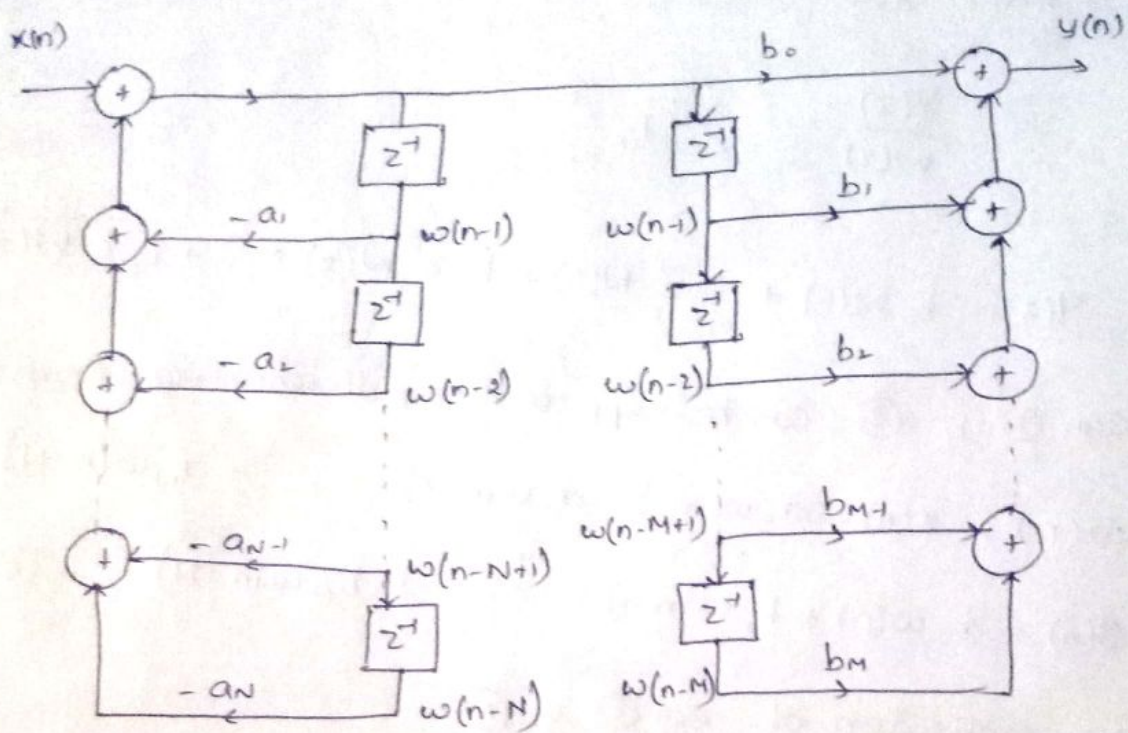 x(n) b₀ y(n)
+ +
z⁻¹ z⁻¹
-a₁ w(n-1) w(n-1) b₁
+ +
z⁻¹ z⁻¹
-a₂ w(n-2) w(n-2) b₂
+ +
-aN-1 w(n-N+1) w(n-M+1) bM-1
+ +
z⁻¹ z⁻¹
-aN w(n-N) w(n-M) bM